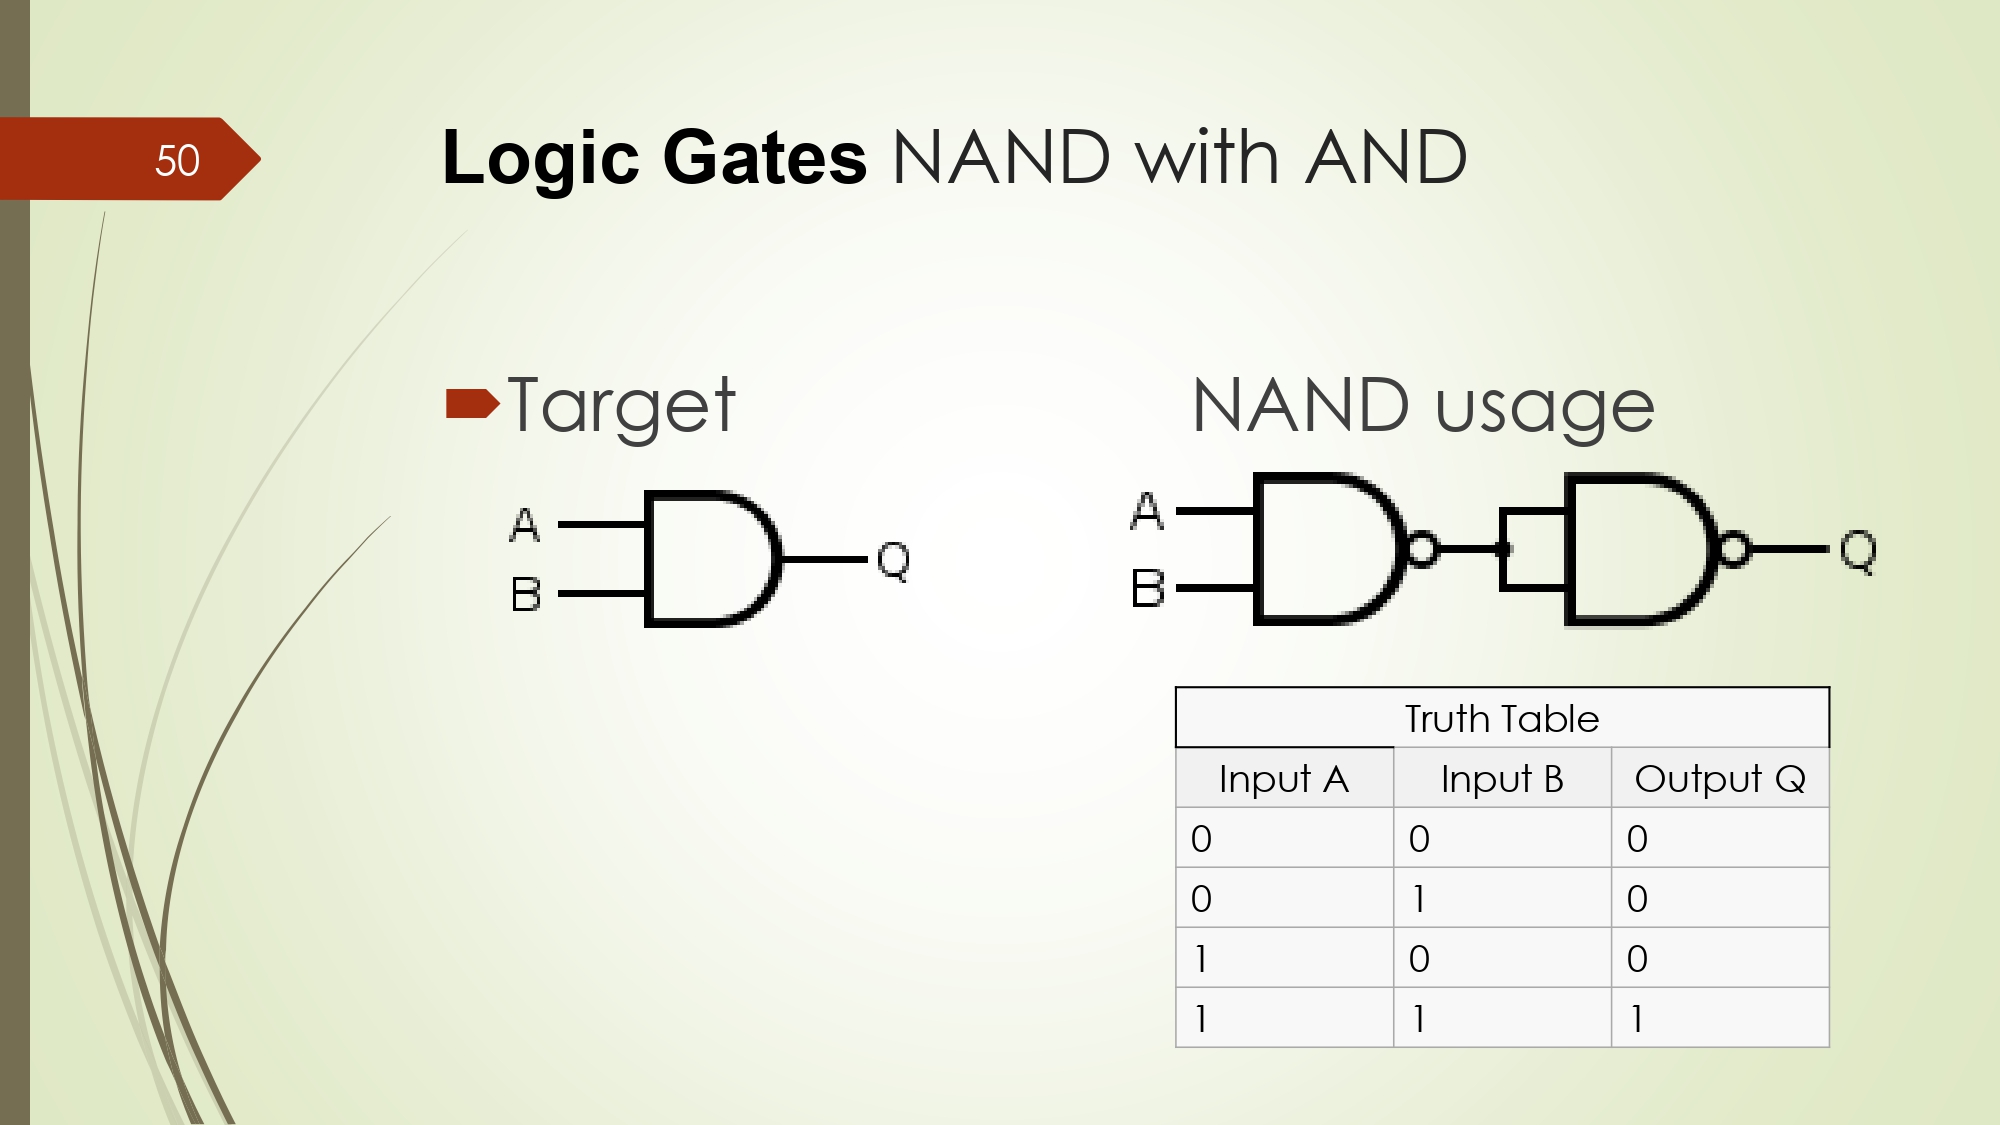 50
Logic Gates NAND with AND
Target
NAND usage
A
B
Q
A
B
Q
Truth Table
Input A Input B Output Q
0 0 0
0 1 0
1 0 0
1 1 1